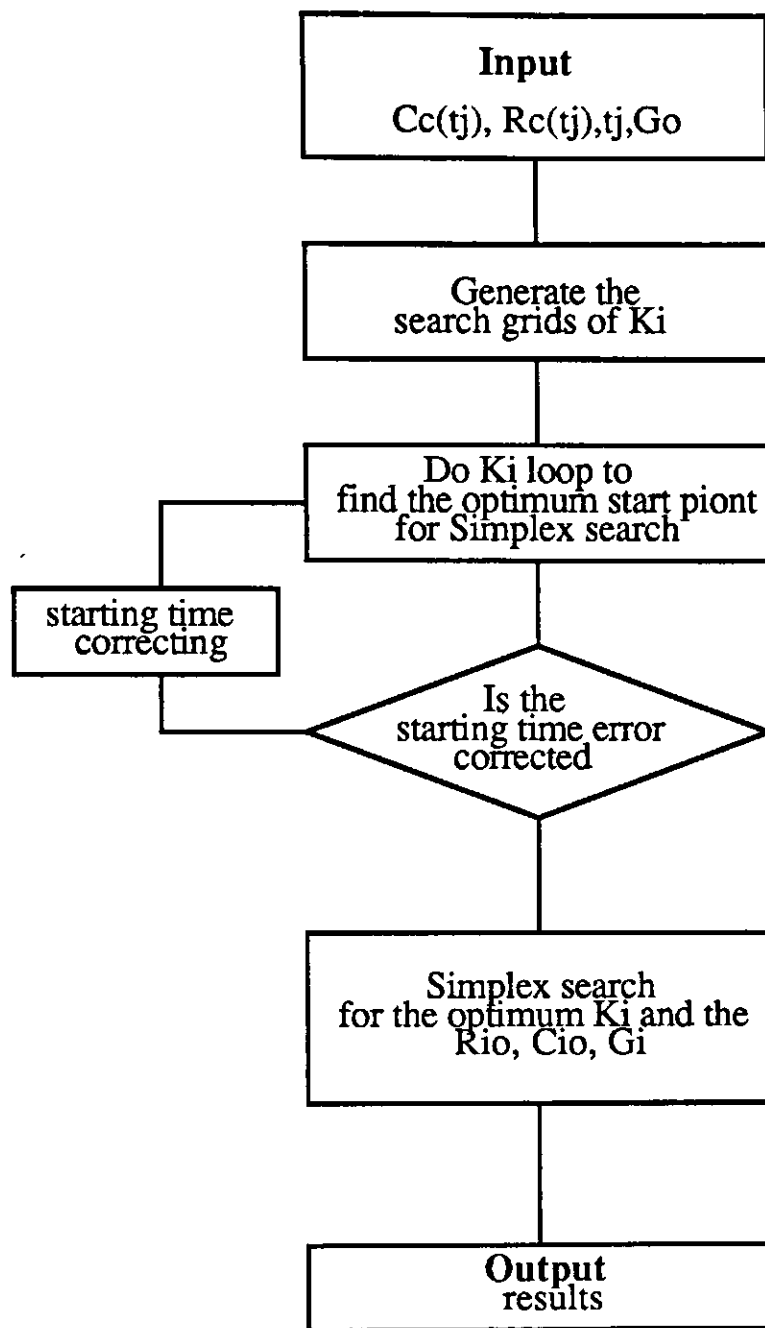 Input
Cc(tj), Rc(tj),tj,Go
Generate the
search grids of Ki
Do Ki loop to
find the optimum start piont
for Simplex search
starting time
correcting
Is the
starting time error
corrected
Simplex search
for the optimum Ki and the
Rio, Cio, Gi
Output
results